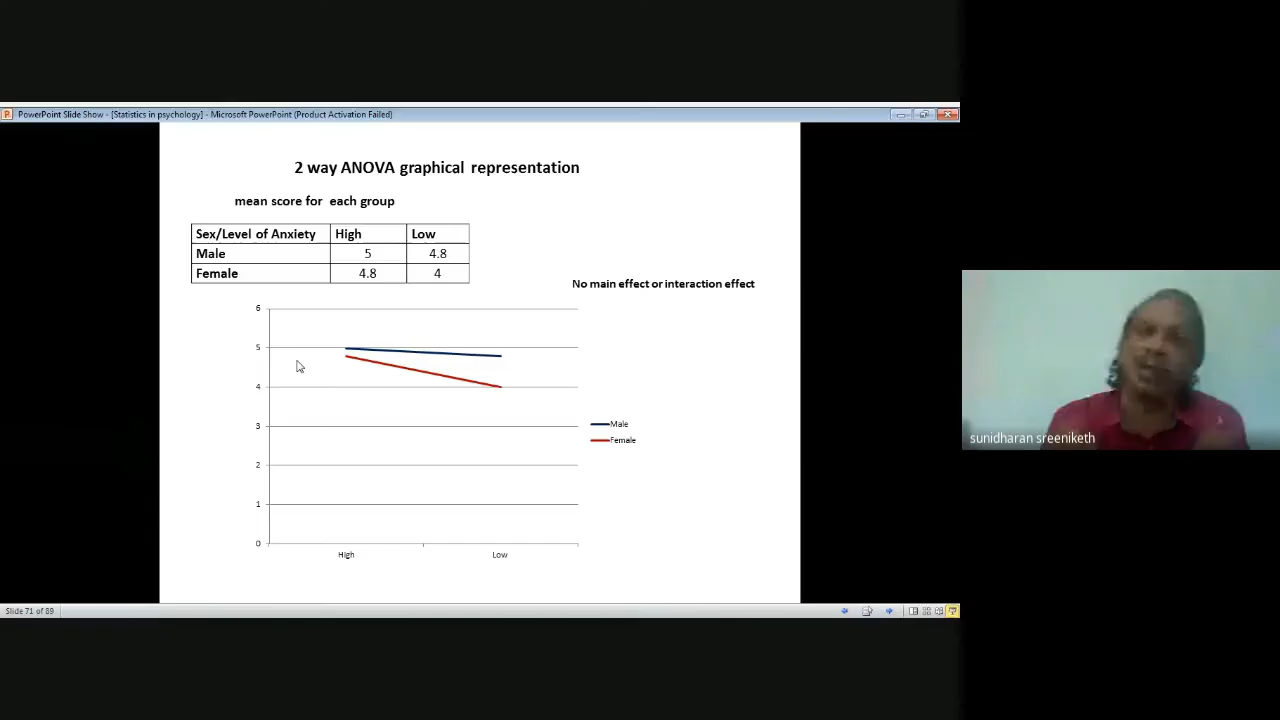 PowerPoint Slide Show - [Statistics in psychology] - Microsoft PowerPoint (Product Activation Failed)
2 way ANOVA graphical representation
mean score for each group
Sex/Level of Anxiety High Low
Male 5 4.8
Female 4.8 4
No main effect or interaction effect
6
5
4
3
2
1
0
High Low
Male
Female
sunidharan sreeniketh
Slide 71 of 89